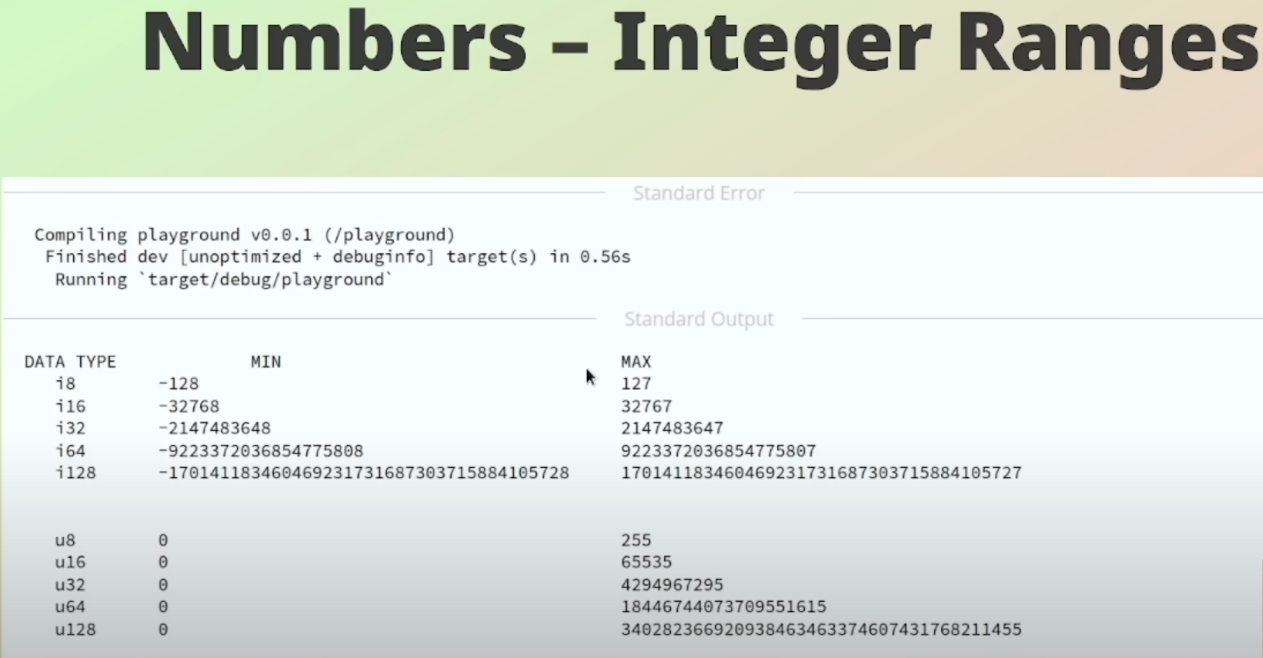 Numbers – Integer Ranges
Standard Error
Compiling playground v0.0.1 (/playground)
Finished dev [unoptimized + debuginfo] target(s) in 0.56s
Running `target/debug/playground`
Standard Output
DATA TYPE MIN MAX
i8 -128 127
i16 -32768 32767
i32 -2147483648 2147483647
i64 -9223372036854775808 9223372036854775807
i128 -170141183460469231731687303715884105728 170141183460469231731687303715884105727
u8 0 255
u16 0 65535
u32 0 4294967295
u64 0 18446744073709551615
u128 0 340282366920938463463374607431768211455